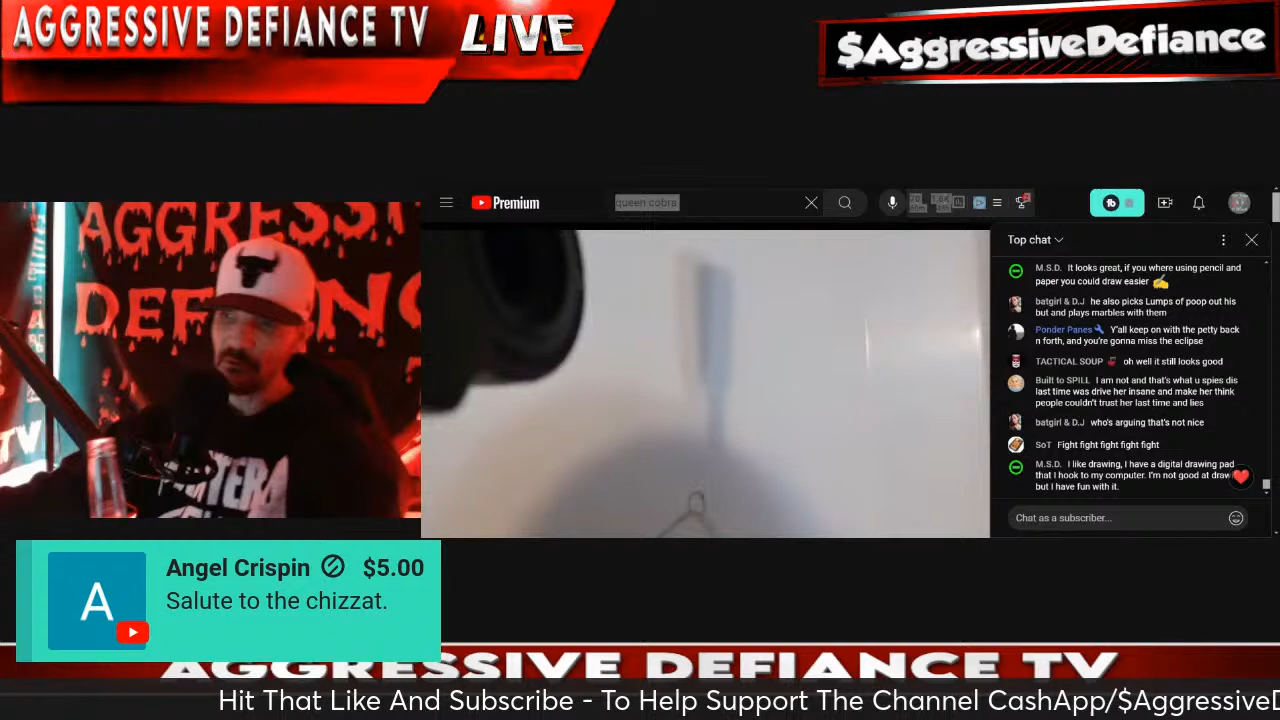 AGGRESSIVE DEFIANCE TV LIVE
$AggressiveDefiance
Premium
queen cobra
Top chat
M.S.D. It looks great, if you where using pencil and
paper you could draw easier
batgirl & D.J he also picks Lumps of poop out his
but and plays marbles with them
Ponder Panes Y'all keep on with the petty back
n forth, and you're gonna miss the eclipse
TACTICAL SOUP oh well it still looks good
Built to SPILL I am not and that's what u spies dis
last time was drive her insane and make her think
people couldn't trust her last time and lies
batgirl & D.J who's arguing that's not nice
SoT Fight fight fight fight fight
M.S.D. I like drawing, I have a digital drawing pad
that I hook to my computer. I'm not good at draw
but I have fun with it.
Chat as a subscriber...
AGGRESSI
DEF NC
TV
PANTERA
A
Angel Crispin $5.00
Salute to the chizzat.
AGGRESSIVE DEFIANCE TV
Hit That Like And Subscribe - To Help Support The Channel CashApp/$AggressiveD